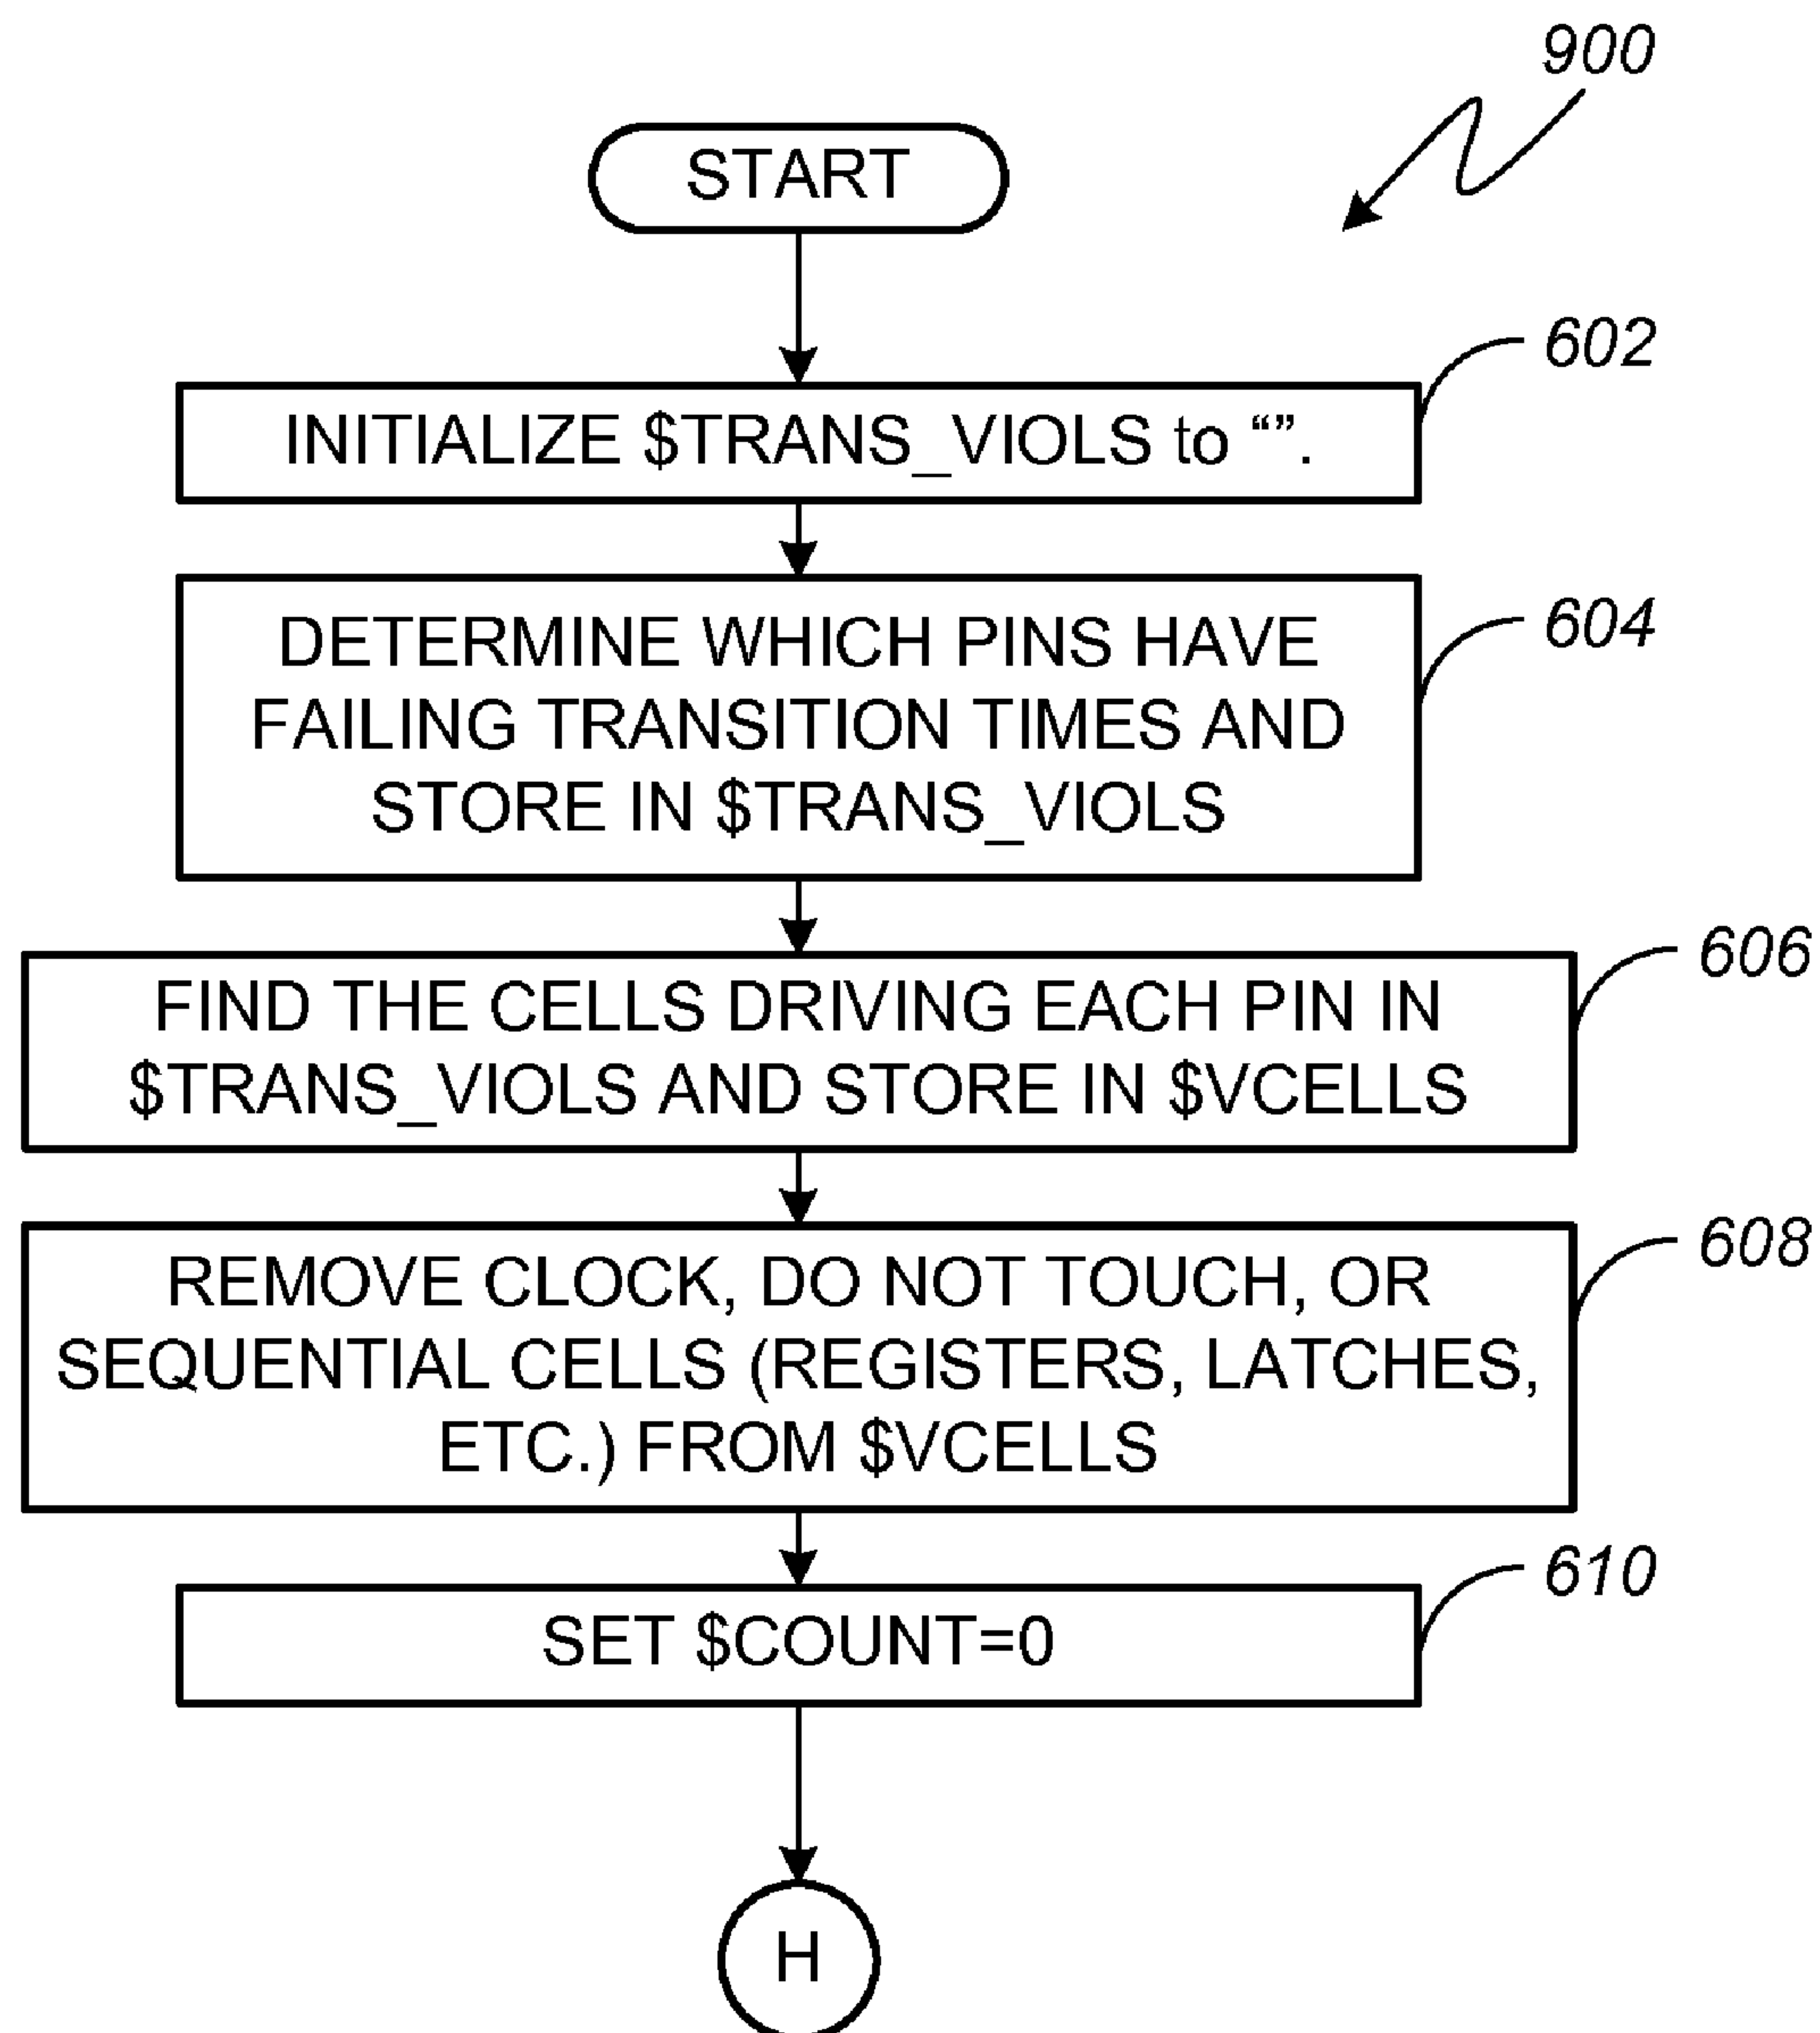 900
START
602
INITIALIZE $TRANS_VIOLS to “”.
604
DETERMINE WHICH PINS HAVE
FAILING TRANSITION TIMES AND
STORE IN $TRANS_VIOLS
606
FIND THE CELLS DRIVING EACH PIN IN
$TRANS_VIOLS AND STORE IN $VCELLS
608
REMOVE CLOCK, DO NOT TOUCH, OR
SEQUENTIAL CELLS (REGISTERS, LATCHES,
ETC.) FROM $VCELLS
610
SET $COUNT=0
H